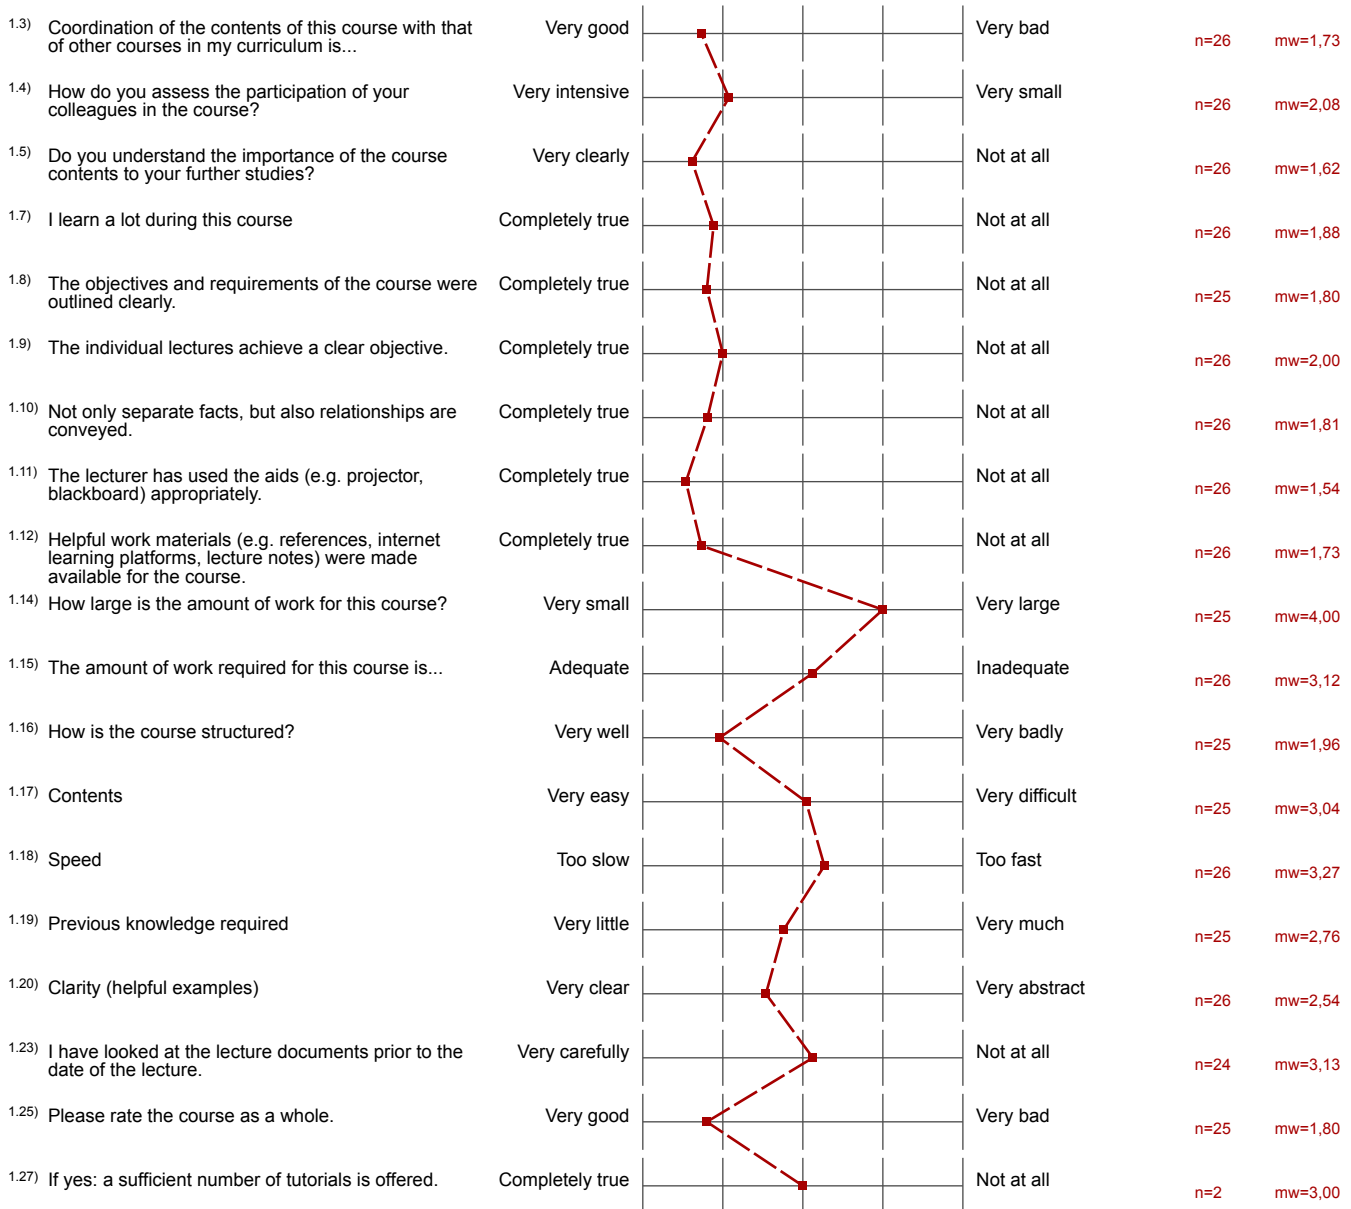 1.3) Coordination of the contents of this course with that Very good Very bad
of other courses in my curriculum is... n=26 mw=1,73
1.4) How do you assess the participation of your Very intensive Very small
colleagues in the course? n=26 mw=2,08
1.5) Do you understand the importance of the course Very clearly Not at all
contents to your further studies? n=26 mw=1,62
1.7) I learn a lot during this course Completely true Not at all
n=26 mw=1,88
1.8) The objectives and requirements of the course were Completely true Not at all
outlined clearly. n=25 mw=1,80
1.9) The individual lectures achieve a clear objective. Completely true Not at all
n=26 mw=2,00
1.10) Not only separate facts, but also relationships are Completely true Not at all
conveyed. n=26 mw=1,81
1.11) The lecturer has used the aids (e.g. projector, Completely true Not at all
blackboard) appropriately. n=26 mw=1,54
1.12) Helpful work materials (e.g. references, internet Completely true Not at all
learning platforms, lecture notes) were made n=26 mw=1,73
available for the course.
1.14) How large is the amount of work for this course? Very small Very large
n=25 mw=4,00
1.15) The amount of work required for this course is... Adequate Inadequate
n=26 mw=3,12
1.16) How is the course structured? Very well Very badly
n=25 mw=1,96
1.17) Contents Very easy Very difficult
n=25 mw=3,04
1.18) Speed Too slow Too fast
n=26 mw=3,27
1.19) Previous knowledge required Very little Very much
n=25 mw=2,76
1.20) Clarity (helpful examples) Very clear Very abstract
n=26 mw=2,54
1.23) I have looked at the lecture documents prior to the Very carefully Not at all
date of the lecture. n=24 mw=3,13
1.25) Please rate the course as a whole. Very good Very bad
n=25 mw=1,80
1.27) If yes: a sufficient number of tutorials is offered. Completely true Not at all
n=2 mw=3,00